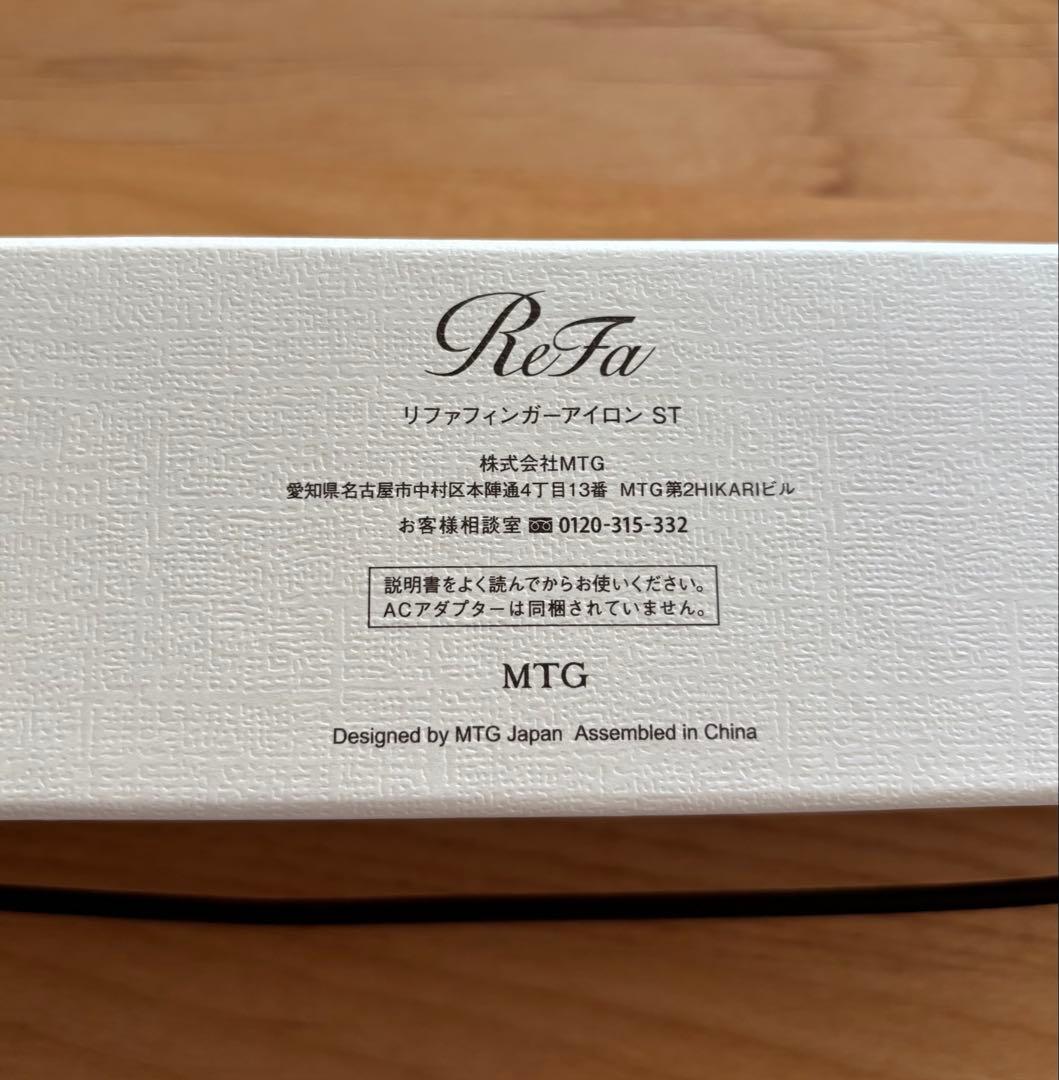 ReFa
リファフィンガーアイロン ST
株式会社MTG
愛知県名古屋市中村区本陣通4丁目13番 MTG第2HIKARIビル
お客様相談室 0120-315-332
説明書をよく読んでからお使いください。
ACアダプターは同梱されていません。
MTG
Designed by MTG Japan Assembled in China